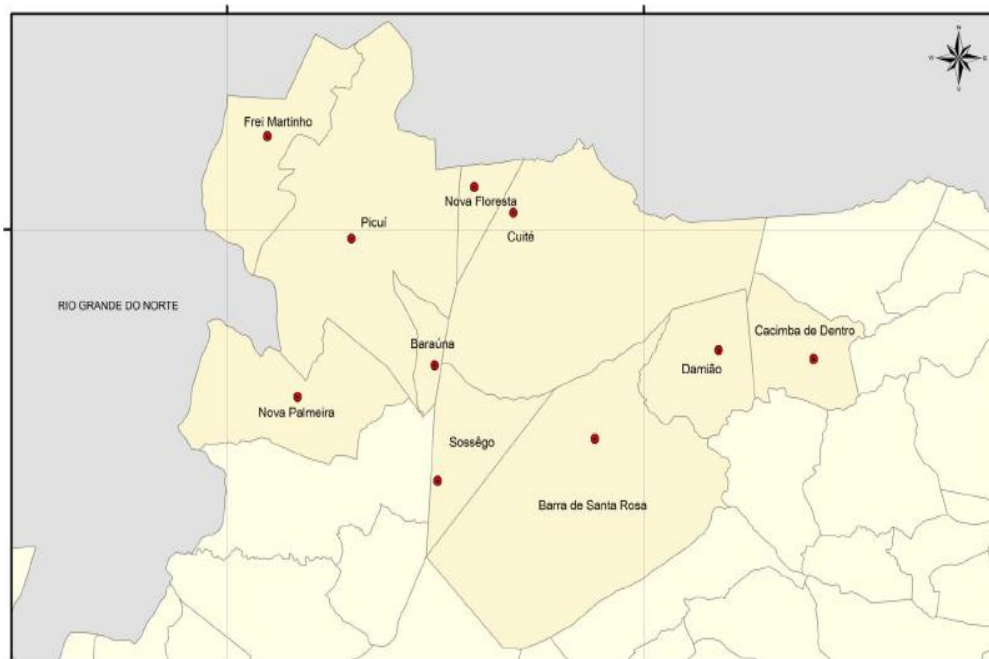 N
W
S
Frei Martinho
Nova Floresta
Picuí
Cuité
RIO GRANDE DO NORTE
Cacimba de Dentro
Baraúna
Damião
Nova Palmeira
Sossêgo
Barra de Santa Rosa